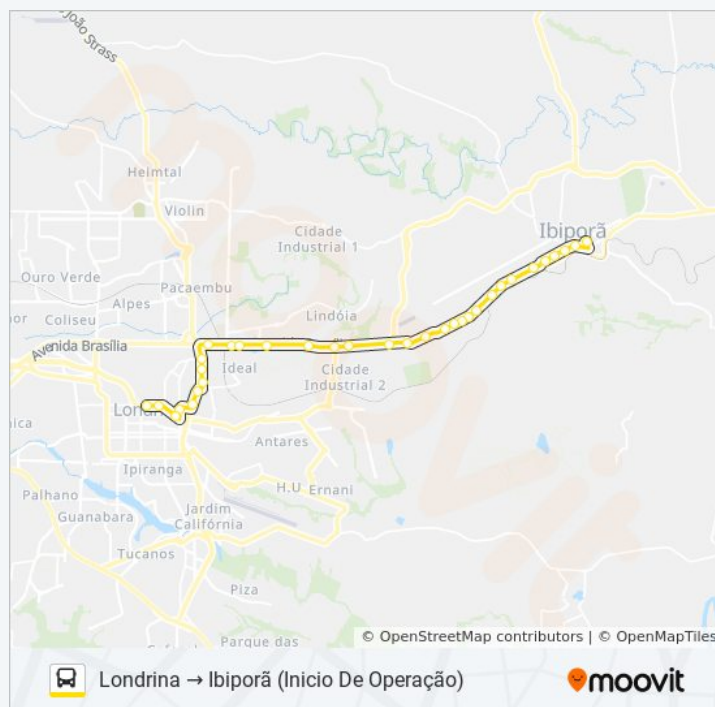 João Strass
Heimtal
Violin
Cidade
Industrial 1
Ibiporã
Ouro Verde
Pacaembu
Alpes
Lindóia
Coliseu
Avenida Brasília
Ideal
Cidade
Industrial 2
Londri
Antares
Ipiranga
H.U
Ernani
Palhano
Jardim
Califórnia
Guanabara
Tucanos
Piza
Parque das
© OpenStreetMap contributors | © OpenMapTiles
Londrina → Ibiporã (Inicio De Operação)
moovit